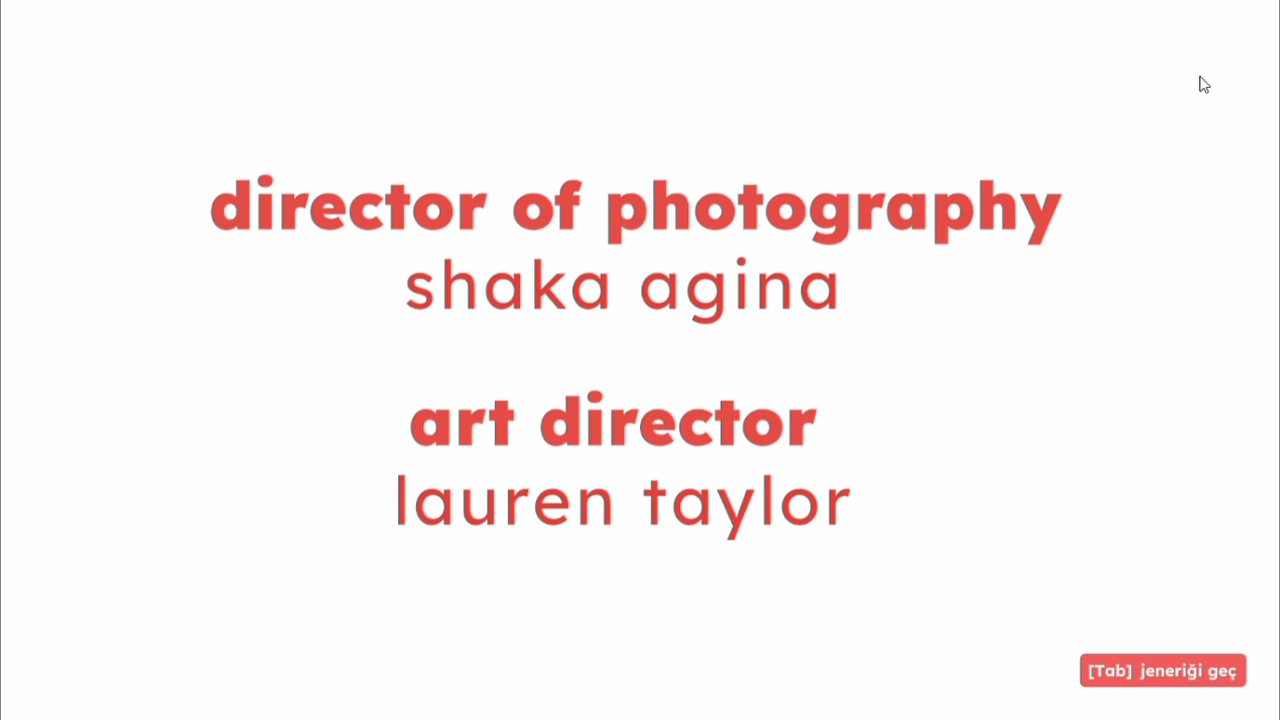 director of photography
shaka agina
art director
lauren taylor
[Tab] jeneriği geç